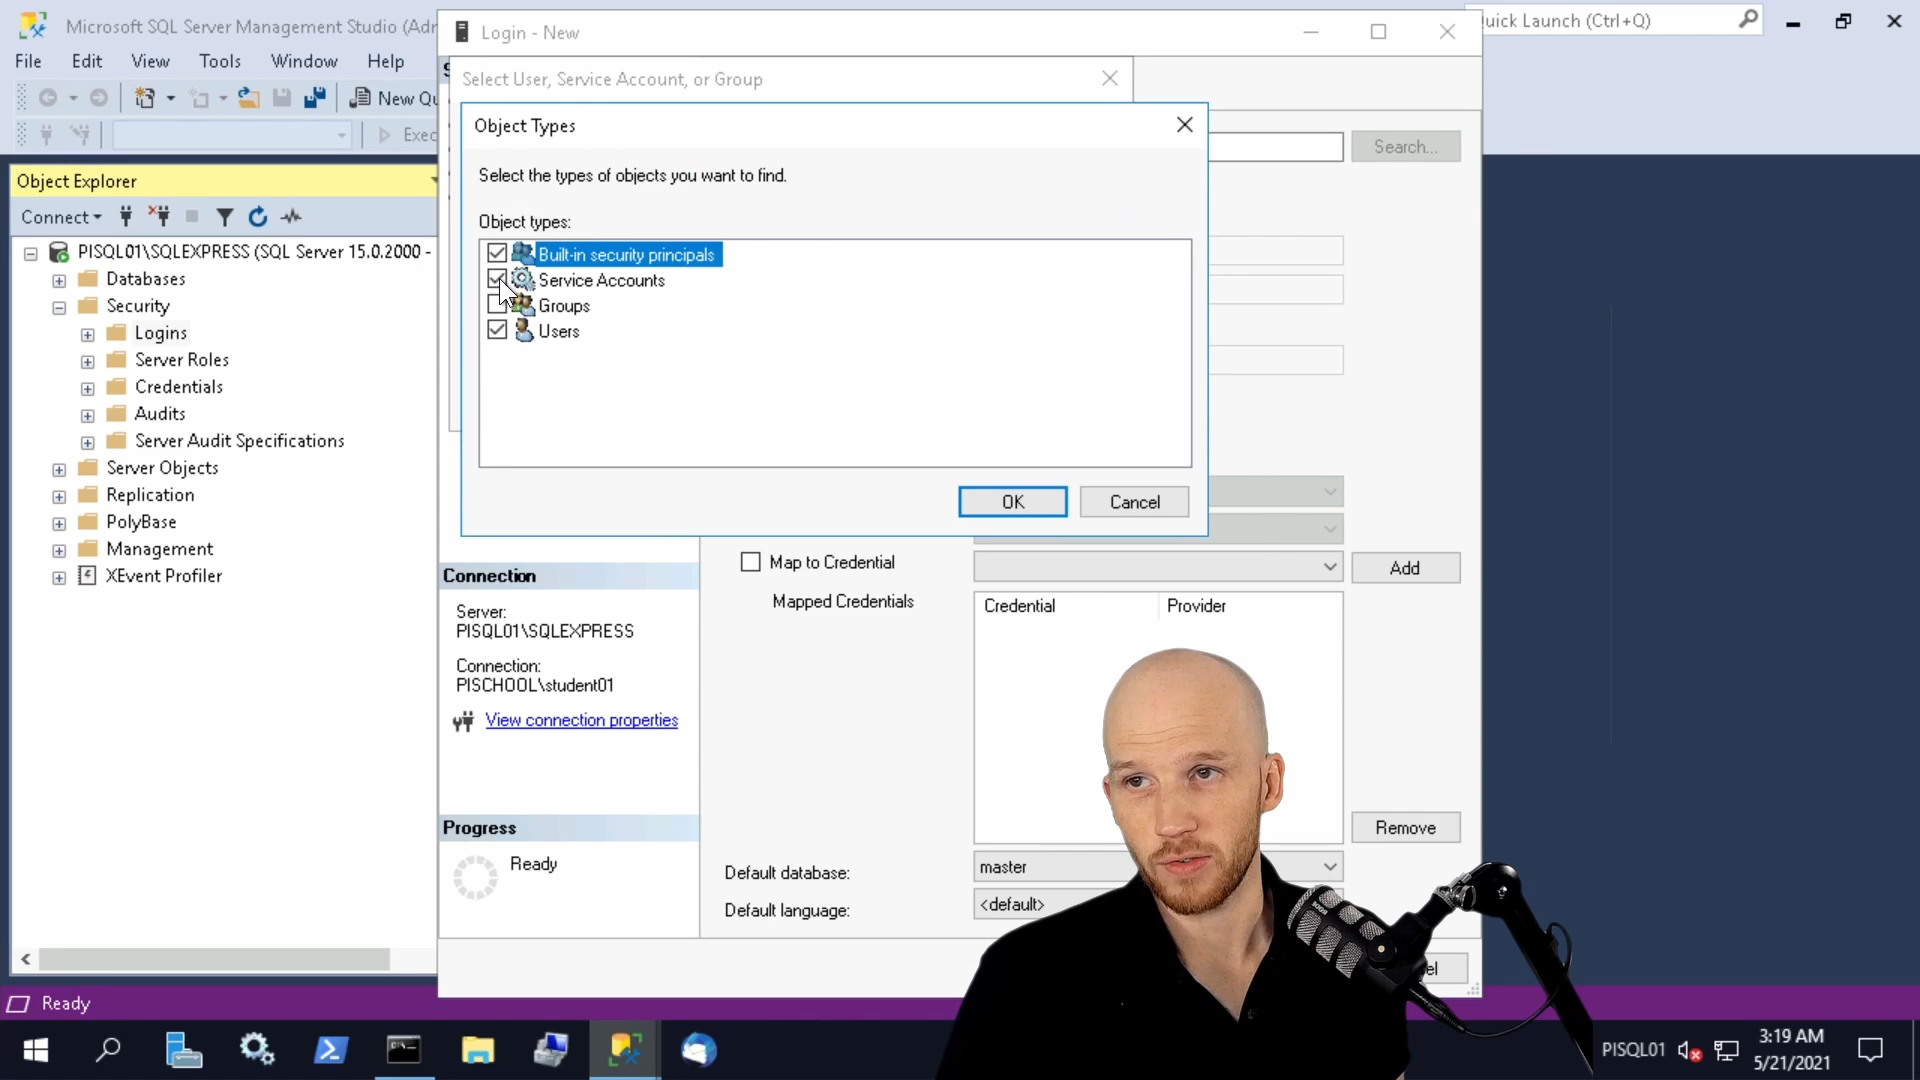 Microsoft SQL Server Management Studio (Adr
Quick Launch (Ctrl+Q)
File Edit View Tools Window Help
New Qu
Exec
Login - New
Select User, Service Account, or Group
Object Types
Select the types of objects you want to find.
Object types:
Built-in security principals
Service Accounts
Groups
Users
OK
Cancel
Search...
Object Explorer
Connect
PISQL01\SQLEXPRESS (SQL Server 15.0.2000 -
Databases
Security
Logins
Server Roles
Credentials
Audits
Server Audit Specifications
Server Objects
Replication
PolyBase
Management
XEvent Profiler
Connection
Server:
PISQL01\SQLEXPRESS
Connection:
PISCHOOL\student01
View connection properties
Progress
Ready
Map to Credential
Add
Mapped Credentials
Credential Provider
Remove
Default database:
master
Default language:
<default>
Ready
PISQL01
3:19 AM
5/21/2021